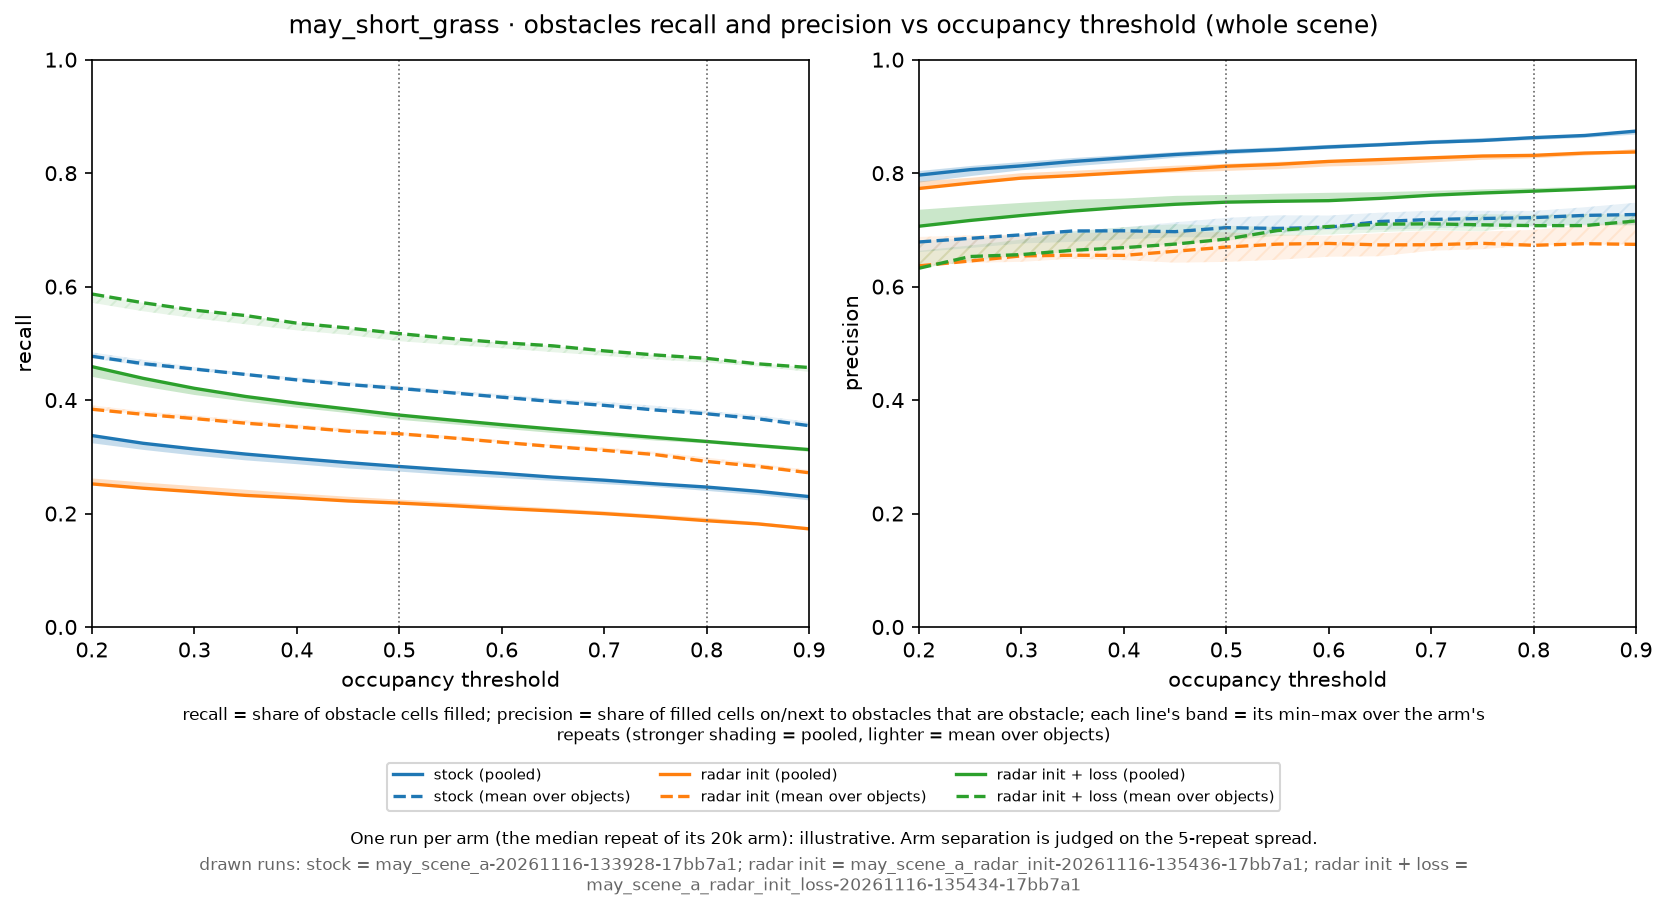 may_short_grass · obstacles recall and precision vs occupancy threshold (whole scene)
1.0
0.8
0.6
0.4
0.2
0.0
recall
0.2 0.3 0.4 0.5 0.6 0.7 0.8 0.9
occupancy threshold
1.0
0.8
0.6
0.4
0.2
0.0
precision
0.2 0.3 0.4 0.5 0.6 0.7 0.8 0.9
occupancy threshold
recall = share of obstacle cells filled; precision = share of filled cells on/next to obstacles that are obstacle; each line's band = its min–max over the arm's
repeats (stronger shading = pooled, lighter = mean over objects)
stock (pooled)
stock (mean over objects)
radar init (pooled)
radar init (mean over objects)
radar init + loss (pooled)
radar init + loss (mean over objects)
One run per arm (the median repeat of its 20k arm): illustrative. Arm separation is judged on the 5-repeat spread.
drawn runs: stock = may_scene_a-20261116-133928-17bb7a1; radar init = may_scene_a_radar_init-20261116-135436-17bb7a1; radar init + loss =
may_scene_a_radar_init_loss-20261116-135434-17bb7a1